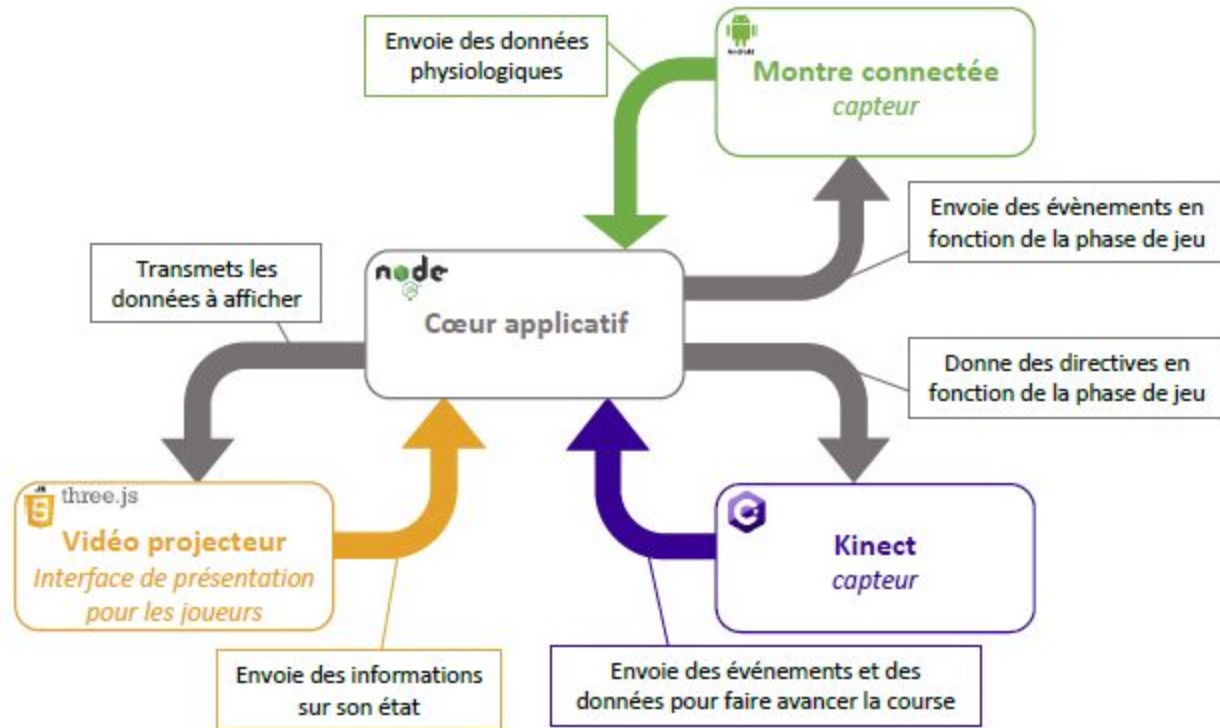 Envoie des données
physiologiques
Montre connectée
capteur
Envoie des évènements en
fonction de la phase de jeu
Transmets les
données à afficher
node
Cœur applicatif
Donne des directives en
fonction de la phase de jeu
JS
three.js
Vidéo projecteur
Interface de présentation
pour les joueurs
C#
Kinect
capteur
Envoie des informations
sur son état
Envoie des événements et des
données pour faire avancer la course